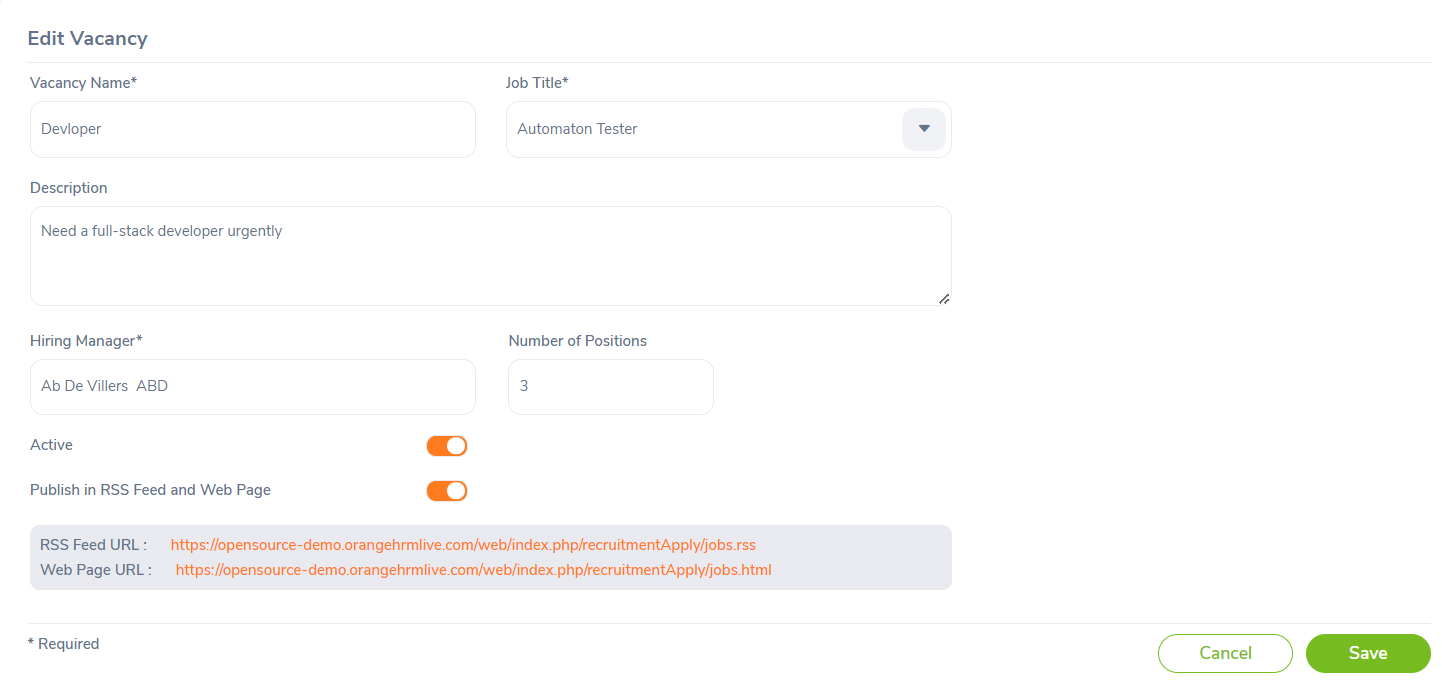 Edit Vacancy
Vacancy Name* Job Title*
Devloper Automaton Tester
Description
Need a full-stack developer urgently
Hiring Manager* Number of Positions
Ab De Villers  ABD 3
Active
Publish in RSS Feed and Web Page
RSS Feed URL : https://opensource-demo.orangehrmlive.com/web/index.php/recruitmentApply/jobs.rss
Web Page URL : https://opensource-demo.orangehrmlive.com/web/index.php/recruitmentApply/jobs.html
* Required
Cancel Save